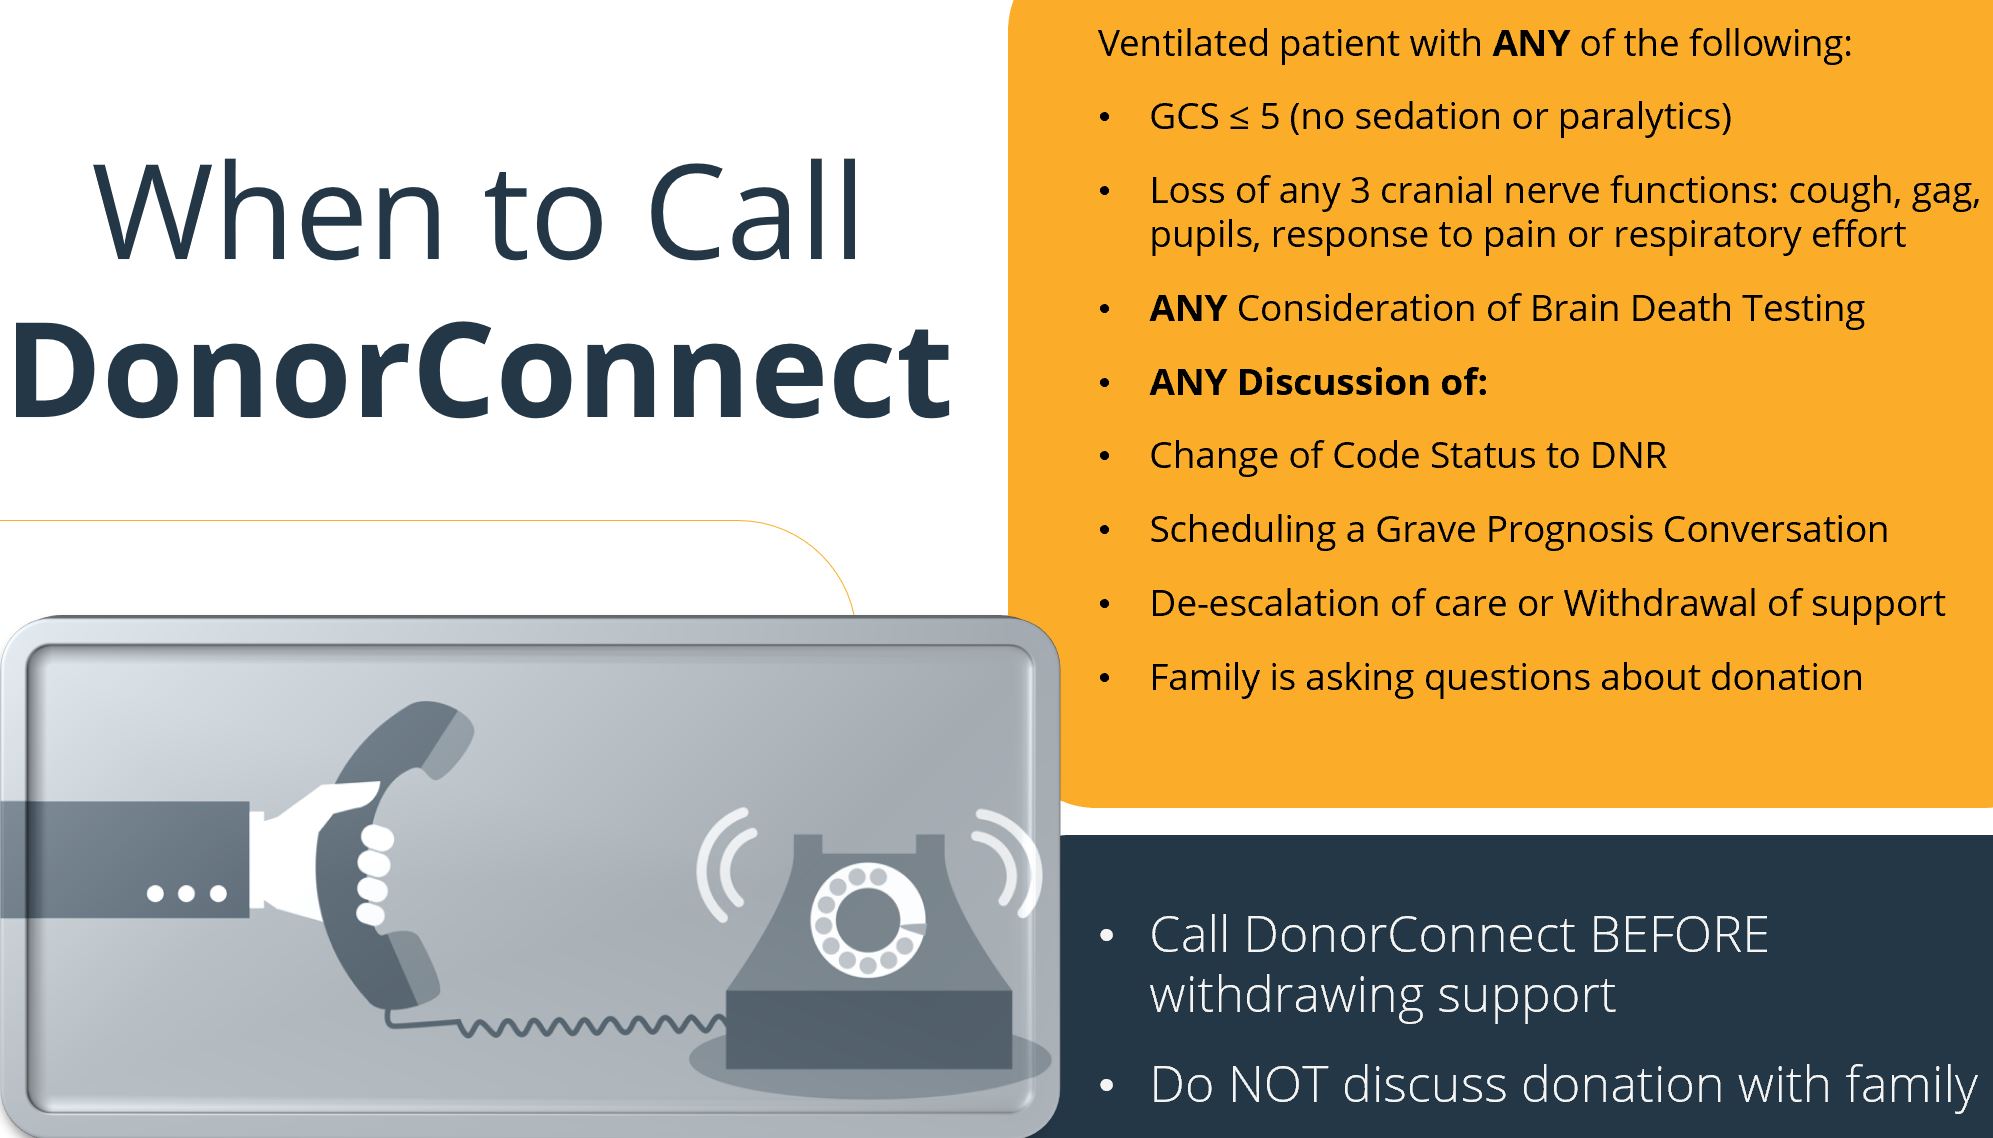 When to Call
DonorConnect
Ventilated patient with ANY of the following:
• GCS ≤ 5 (no sedation or paralytics)
• Loss of any 3 cranial nerve functions: cough, gag,
pupils, response to pain or respiratory effort
• ANY Consideration of Brain Death Testing
• ANY Discussion of:
• Change of Code Status to DNR
• Scheduling a Grave Prognosis Conversation
• De-escalation of care or Withdrawal of support
• Family is asking questions about donation
• Call DonorConnect BEFORE
withdrawing support
• Do NOT discuss donation with family